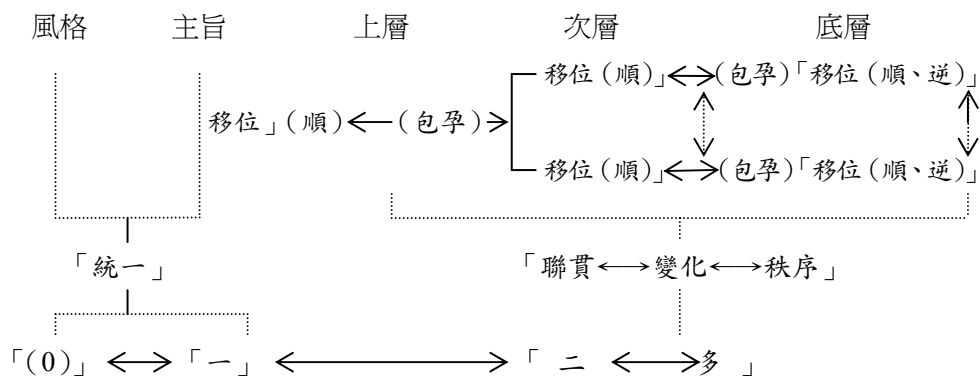 風格 主旨 上層 次層 底層
移位(順)」 (包孕)「移位(順、逆)」
移位」(順) (包孕)
移位(順)」 (包孕)「移位(順、逆)」
「統一」 「聯貫←→變化←→秩序」
「(0)」 「一」 「 二 多 」